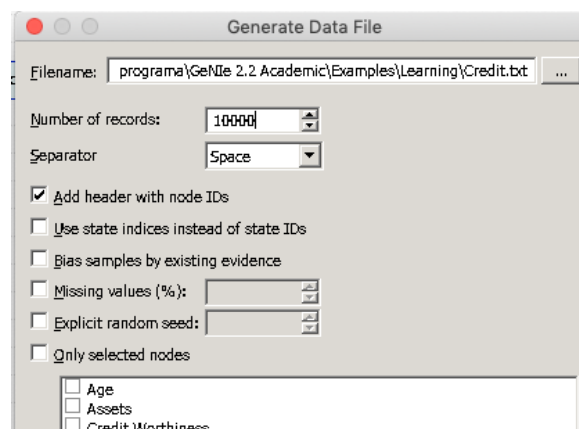 Generate Data File
Filename: programa\GeNIe 2.2 Academic\Examples\Learning\Credit.txt ...
Number of records: 10000
Separator Space
Add header with node IDs
Use state indices instead of state IDs
Bias samples by existing evidence
Missing values (%):
Explicit random seed:
Only selected nodes
Age
Assets
Credit Worthiness